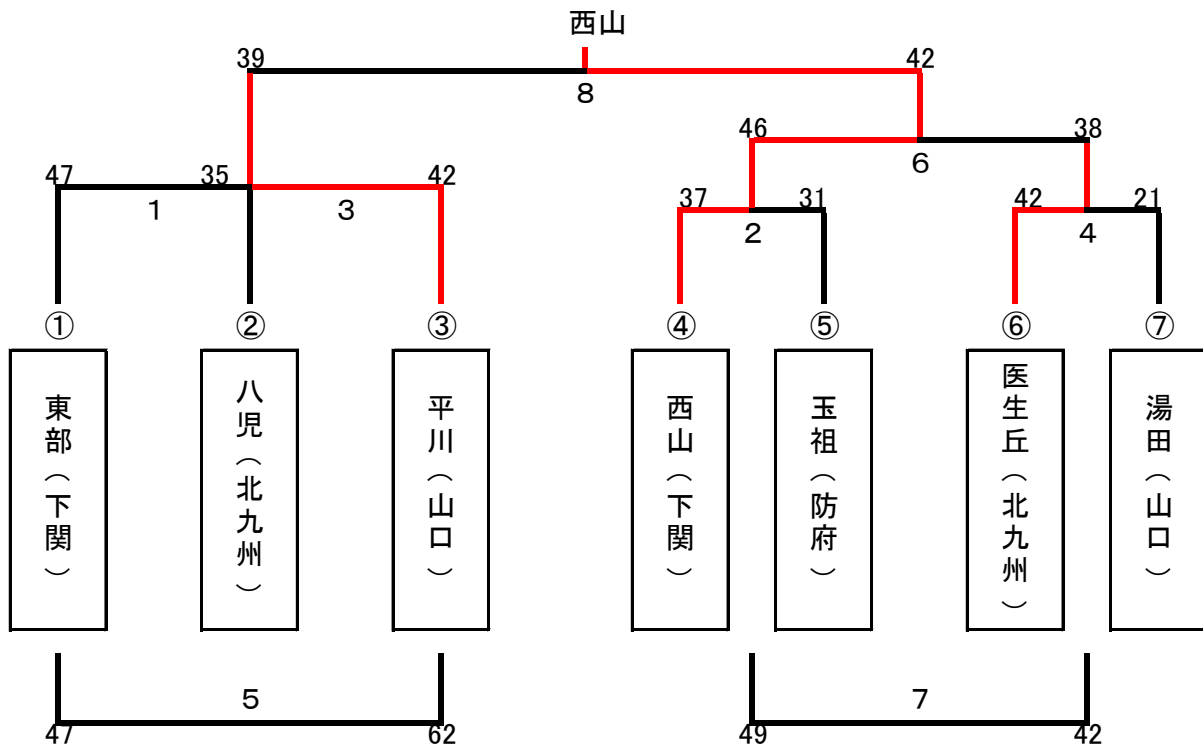 西山
39 42
8
46 38
6
47 35 42
1 3
37 31 42 21
2 4
① ② ③ ④ ⑤ ⑥ ⑦
東部（下関）
八児（北九州）
平川（山口）
西山（下関）
玉祖（防府）
医生丘（北九州）
湯田（山口）
5 7
47 62 49 42